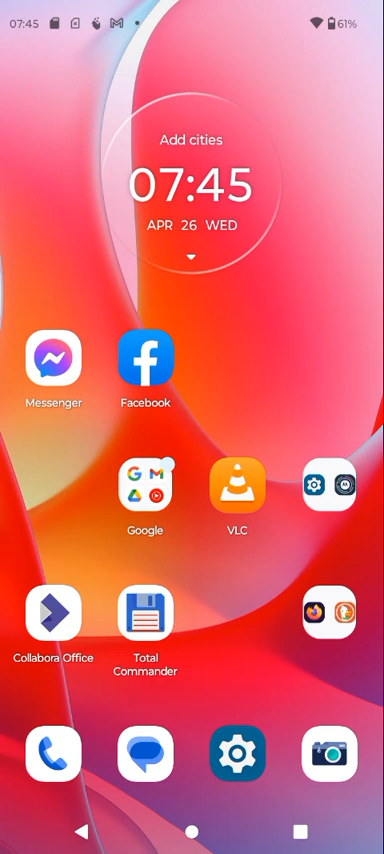 07:45
61%
Add cities
07:45
APR 26 WED
Messenger
Facebook
Google
VLC
Collabora Office
Total
Commander